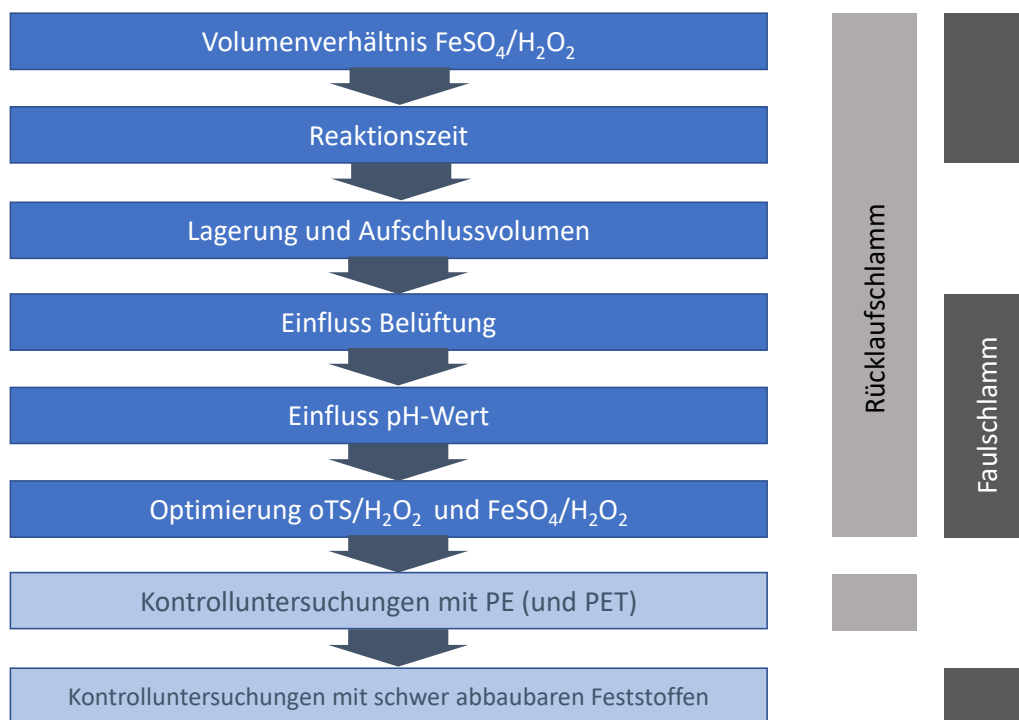 Volumenverhältnis FeSO₄/H₂O₂
Reaktionszeit
Lagerung und Aufschlussvolumen
Einfluss Belüftung
Einfluss pH-Wert
Optimierung oTS/H₂O₂ und FeSO₄/H₂O₂
Kontrolluntersuchungen mit PE (und PET)
Kontrolluntersuchungen mit schwer abbaubaren Feststoffen
Rücklaufschlamm
Faulschlamm